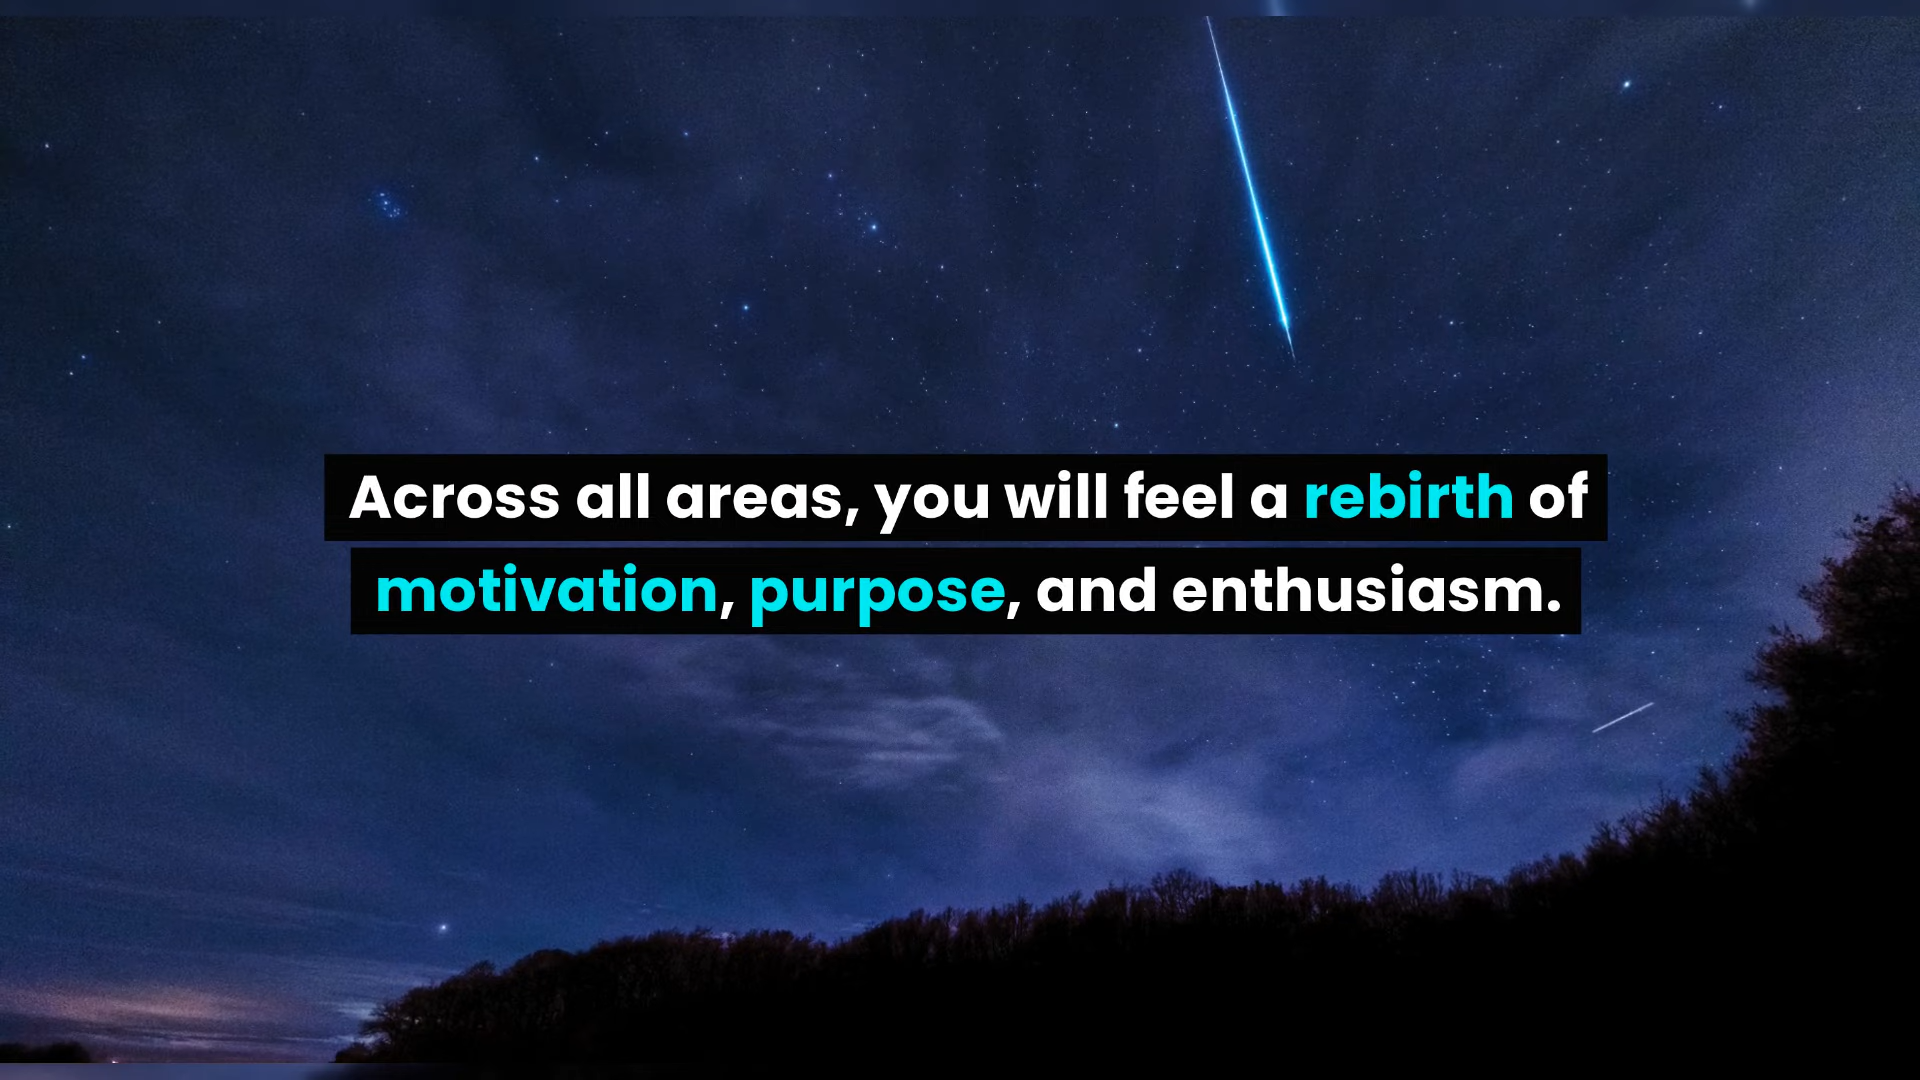 Across all areas, you will feel a rebirth of
motivation, purpose, and enthusiasm.